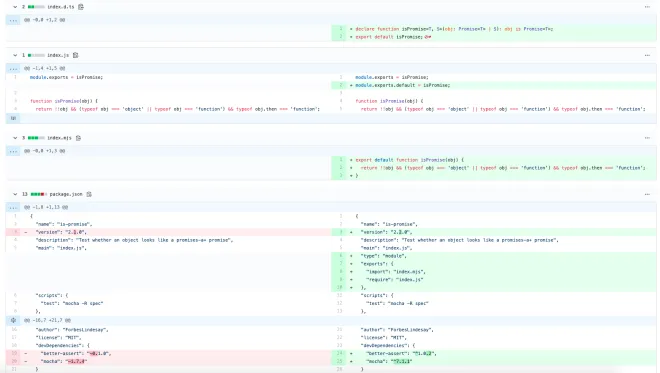 2 index.d.ts
@@ -0,0 +1,2 @@
1 + declare function isPromise<T, S>(obj: Promise<T> | S): obj is Promise<T>;
2 + export default isPromise;
1 index.js
@@ -1,4 +1,5 @@
1 module.exports = isPromise; 1 module.exports = isPromise;
2 + module.exports.default = isPromise;
2 3
3 function isPromise(obj) { 4 function isPromise(obj) {
4 return !!obj && (typeof obj === 'object' || typeof obj === 'function') && typeof obj.then === 'function'; 5 return !!obj && (typeof obj === 'object' || typeof obj === 'function') && typeof obj.then === 'function';
3 index.mjs
@@ -0,0 +1,3 @@
1 + export default function isPromise(obj) {
2 + return !!obj && (typeof obj === 'object' || typeof obj === 'function') && typeof obj.then === 'function';
3 + }
13 package.json
@@ -1,8 +1,13 @@
1 { 1 {
2 "name": "is-promise", 2 "name": "is-promise",
3 - "version": "2.1.0", 3 + "version": "2.2.0",
4 "description": "Test whether an object looks like a promises-a+ promise", 4 "description": "Test whether an object looks like a promises-a+ promise",
5 "main": "index.js", 5 "main": "index.js",
6 + "type": "module",
7 + "exports": {
8 + "import": "index.mjs",
9 + "require": "index.js"
10 + },
6 "scripts": { 11 "scripts": {
7 "test": "mocha -R spec" 12 "test": "mocha -R spec"
8 }, 13 },
@@ -16,7 +21,7 @@
16 "author": "ForbesLindesay", 21 "author": "ForbesLindesay",
17 "license": "MIT", 22 "license": "MIT",
18 "devDependencies": { 23 "devDependencies": {
19 - "better-assert": "~0.1.0", 24 + "better-assert": "^1.0.2",
20 - "mocha": "~1.7.4" 25 + "mocha": "^7.1.1"